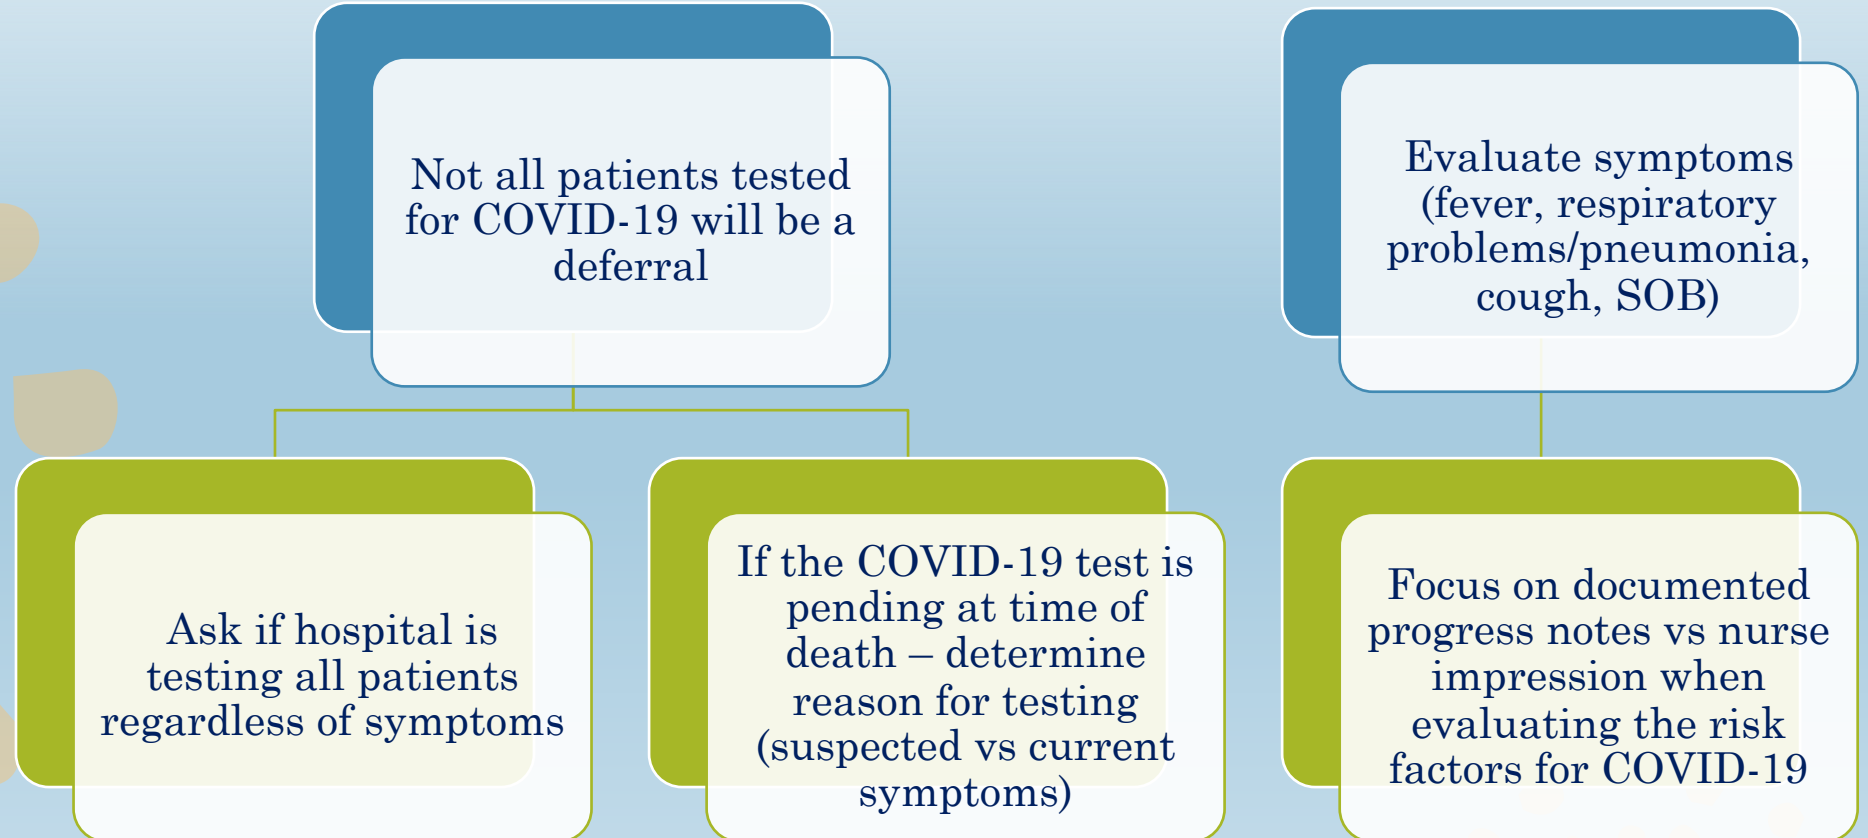 Not all patients tested
for COVID-19 will be a
deferral
Evaluate symptoms
(fever, respiratory
problems/pneumonia,
cough, SOB)
Ask if hospital is
testing all patients
regardless of symptoms
If the COVID-19 test is
pending at time of
death – determine
reason for testing
(suspected vs current
symptoms)
Focus on documented
progress notes vs nurse
impression when
evaluating the risk
factors for COVID-19